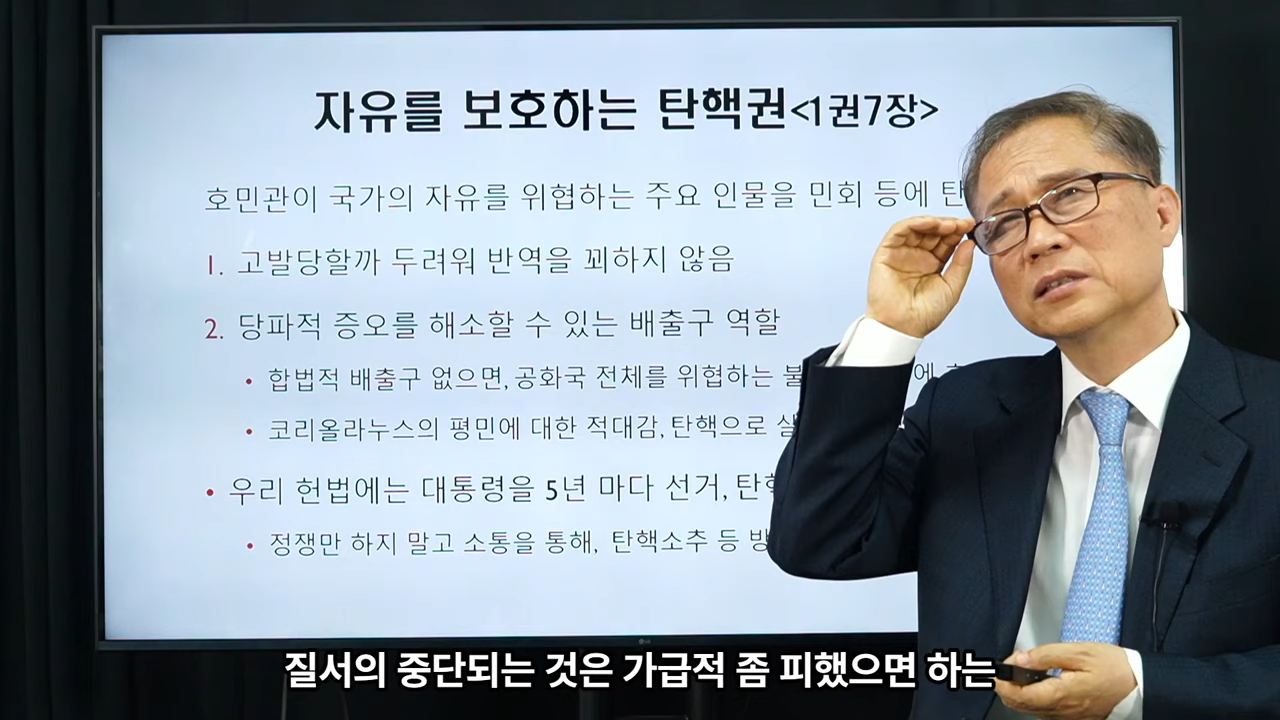 자유를 보호하는 탄핵권<1권7장>
호민관이 국가의 자유를 위협하는 주요 인물을 민회 등에 탄
1. 고발당할까 두려워 반역을 꾀하지 않음
2. 당파적 증오를 해소할 수 있는 배출구 역할
• 합법적 배출구 없으면, 공화국 전체를 위협하는 불
• 코리올라누스의 평민에 대한 적대감, 탄핵으로
• 우리 헌법에는 대통령을 5년 마다 선거,
• 정쟁만 하지 말고 소통을 통해, 탄핵소추 등
LG
질서의 중단되는 것은 가급적 좀 피했으면 하는